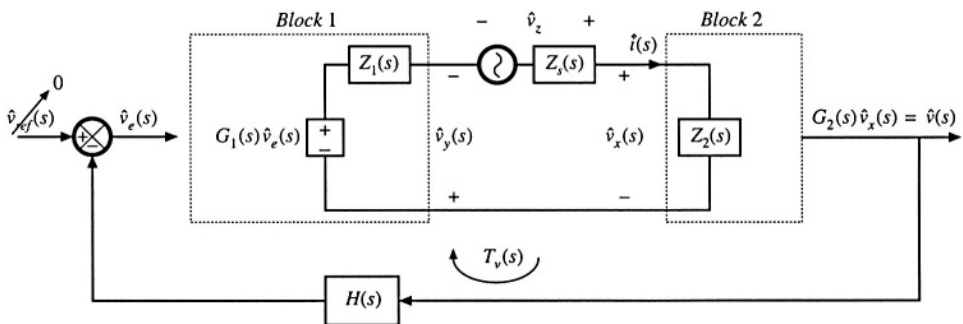 Block 1
Block 2
− v̂z +
î(s)
Z1(s)
−
Zs(s)
+
0
v̂ref(s)
v̂e(s)
+
−
G1(s) v̂e(s)
+
−
v̂y(s)
v̂x(s)
Z2(s)
G2(s) v̂x(s) = v̂(s)
+
−
Tv(s)
H(s)